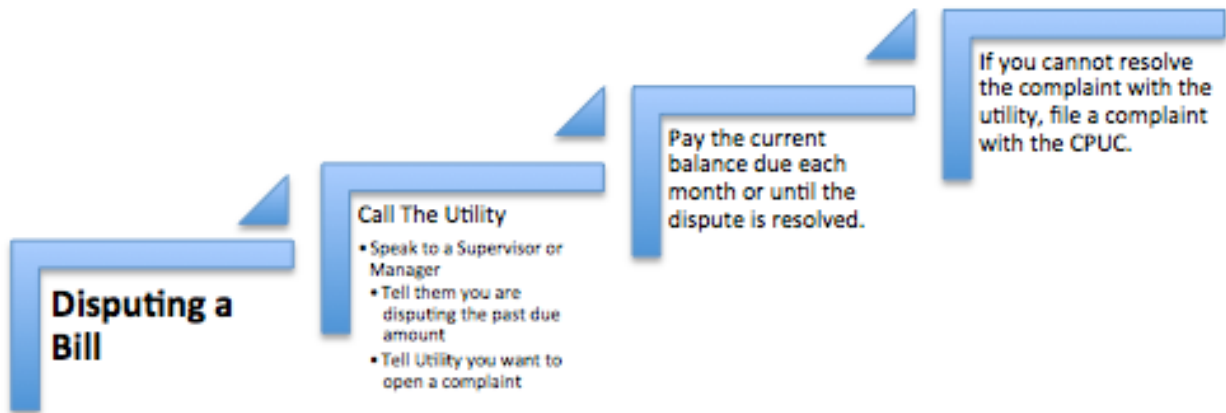 Disputing a
Bill
Call The Utility
• Speak to a Supervisor or
Manager
• Tell them you are
disputing the past due
amount
• Tell Utility you want to
open a complaint
Pay the current
balance due each
month or until the
dispute is resolved.
If you cannot resolve
the complaint with the
utility, file a complaint
with the CPUC.